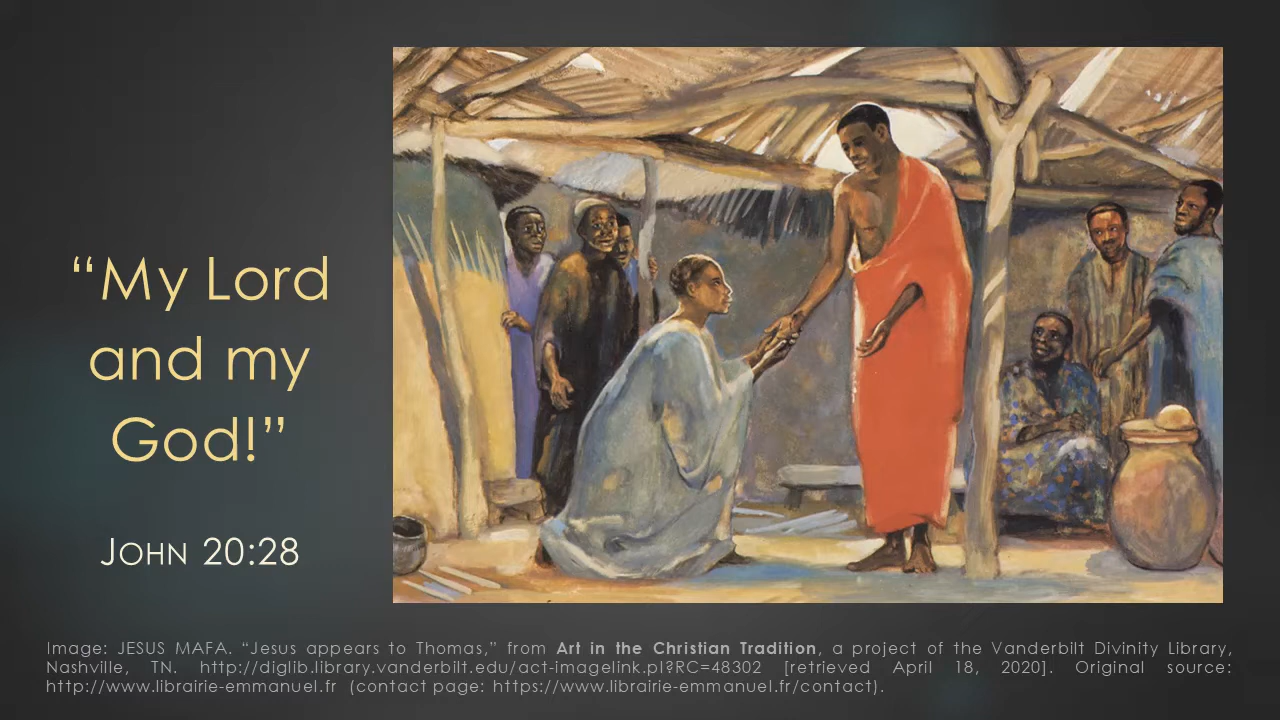 “My Lord
and my
God!”
John 20:28
Image: JESUS MAFA. “Jesus appears to Thomas,” from Art in the Christian Tradition, a project of the Vanderbilt Divinity Library,
Nashville, TN. http://diglib.library.vanderbilt.edu/act-imagelink.pl?RC=48302 [retrieved April 18, 2020]. Original source:
http://www.librairie-emmanuel.fr (contact page: https://www.librairie-emmanuel.fr/contact).